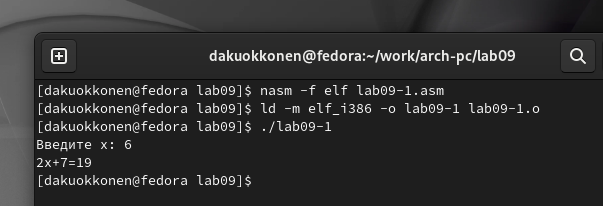 dakuokkonen@fedora:~/work/arch-pc/lab09
[dakuokkonen@fedora lab09]$ nasm -f elf lab09-1.asm
[dakuokkonen@fedora lab09]$ ld -m elf_i386 -o lab09-1 lab09-1.o
[dakuokkonen@fedora lab09]$ ./lab09-1
Введите x: 6
2x+7=19
[dakuokkonen@fedora lab09]$